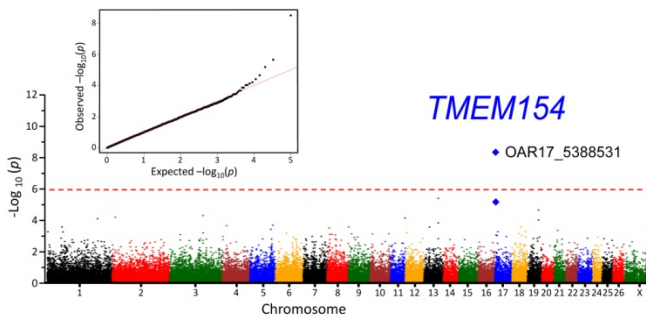 8
6
4
2
0
Observed –log₁₀(p)
0 1 2 3 4 5
Expected –log₁₀(p)
TMEM154
OAR17_5388531
12
10
8
6
4
2
0
-Log ₁₀ (p)
1 2 3 4 5 6 7 8 9 10 11 12 13 14 15 16 17 18 19 20 21 22 23 24 25 26 X
Chromosome